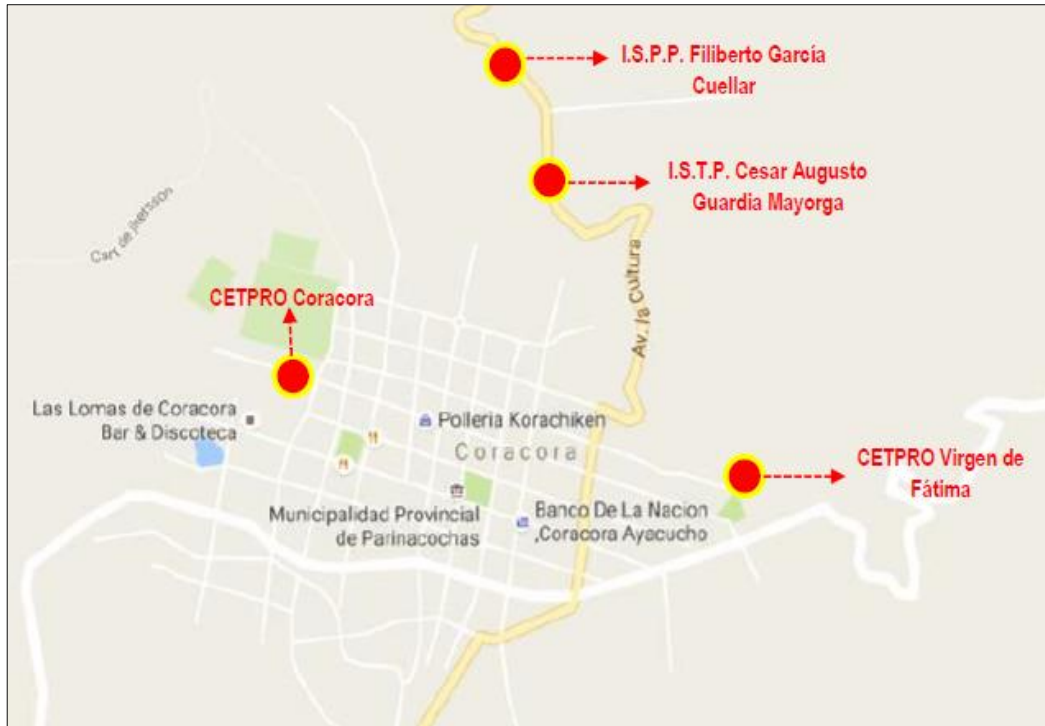 I.S.P.P. Filiberto García
Cuellar
I.S.T.P. Cesar Augusto
Guardia Mayorga
Carr de
Av. la Cultura
CETPRO Coracora
Las Lomas de Coracora
Bar & Discoteca
Polleria Korachiken
Coracora
CETPRO Virgen de
Fátima
Municipalidad Provincial
de Parinacochas
Banco De La Nacion
,Coracora Ayacucho